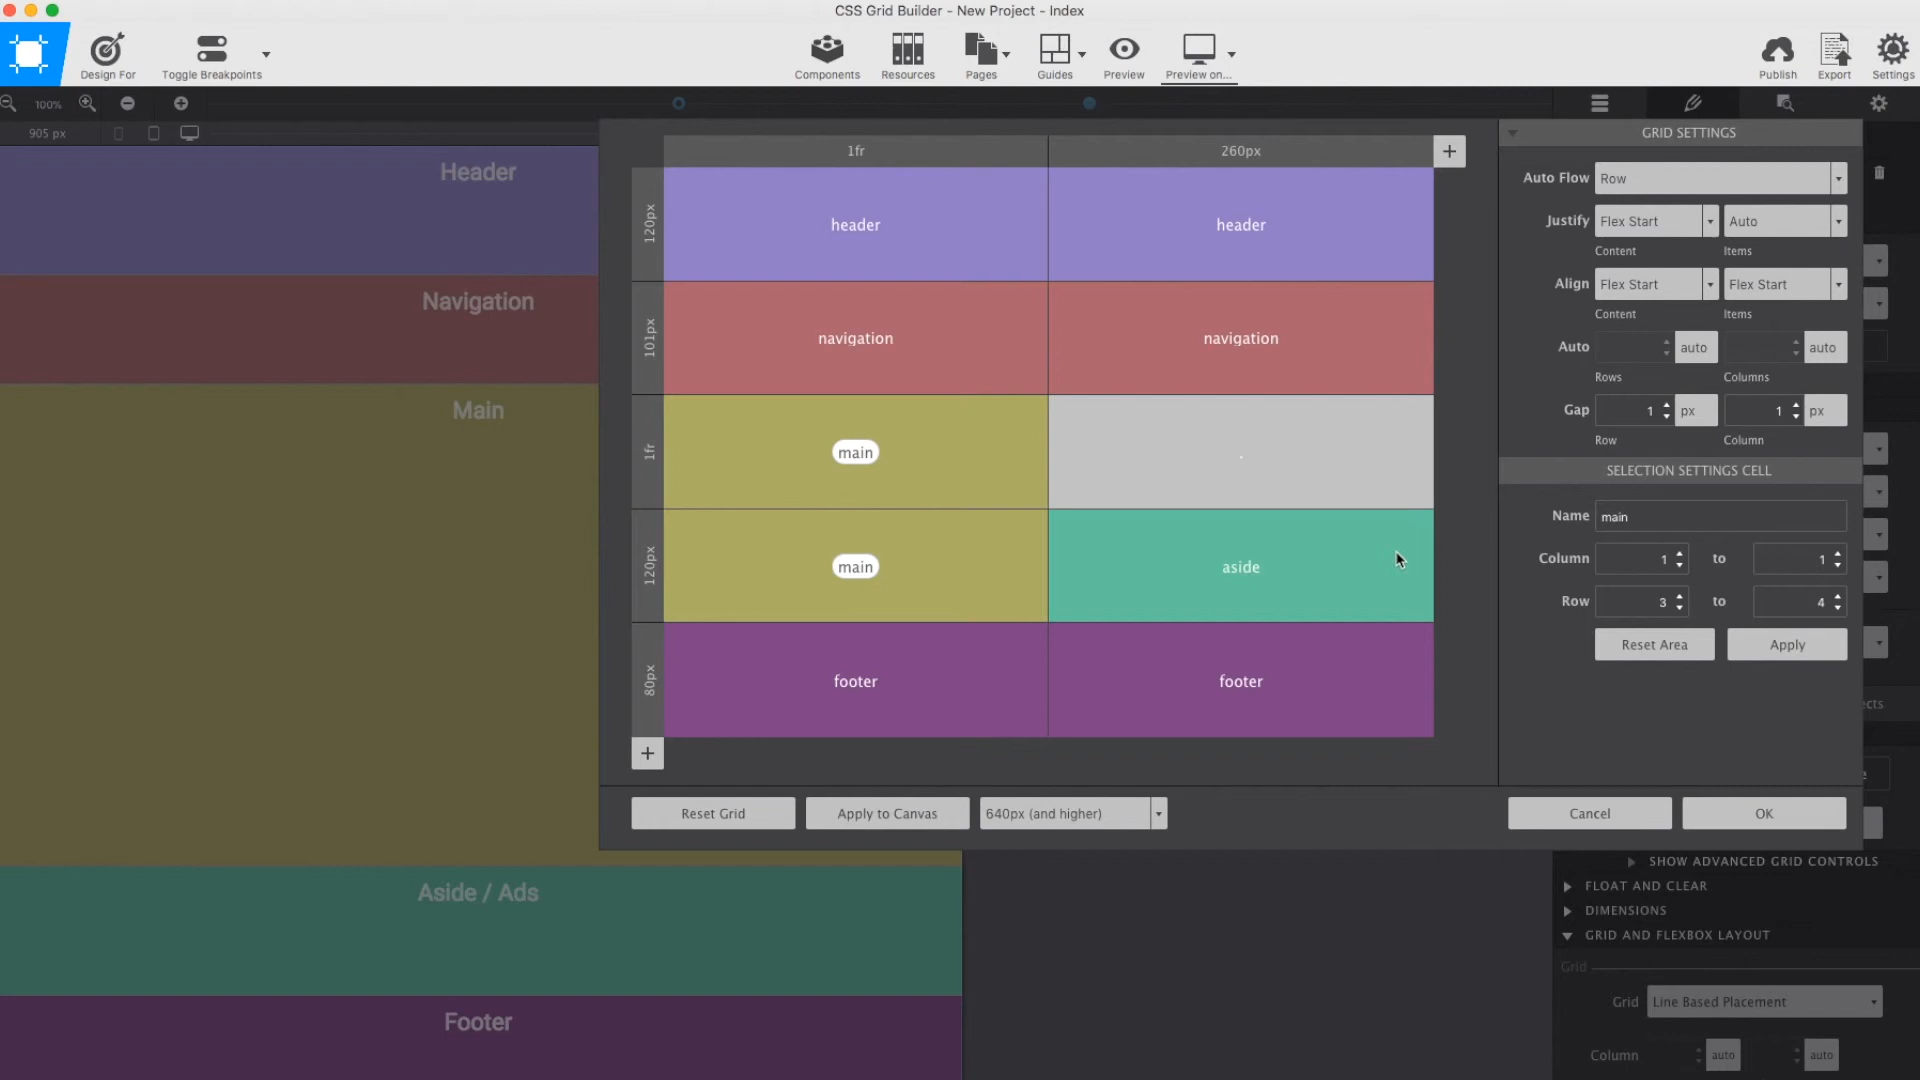 CSS Grid Builder - New Project - Index
Design For
Toggle Breakpoints
Components
Resources
Pages
Guides
Preview
Preview on...
Publish
Export
Settings
100%
905 px
Header
Navigation
Main
Aside / Ads
Footer
1fr
260px
+
120px
header
header
101px
navigation
navigation
1fr
main
.
120px
main
aside
80px
footer
footer
+
Reset Grid
Apply to Canvas
640px (and higher)
Cancel
OK
GRID SETTINGS
Auto Flow
Row
Justify
Flex Start
Auto
Content
Items
Align
Flex Start
Flex Start
Content
Items
Auto
auto
auto
Rows
Columns
Gap
1
px
1
px
Row
Column
SELECTION SETTINGS CELL
Name
main
Column
1
to
1
Row
3
to
4
Reset Area
Apply
SHOW ADVANCED GRID CONTROLS
FLOAT AND CLEAR
DIMENSIONS
GRID AND FLEXBOX LAYOUT
Grid
Grid
Line Based Placement
Column
auto
auto